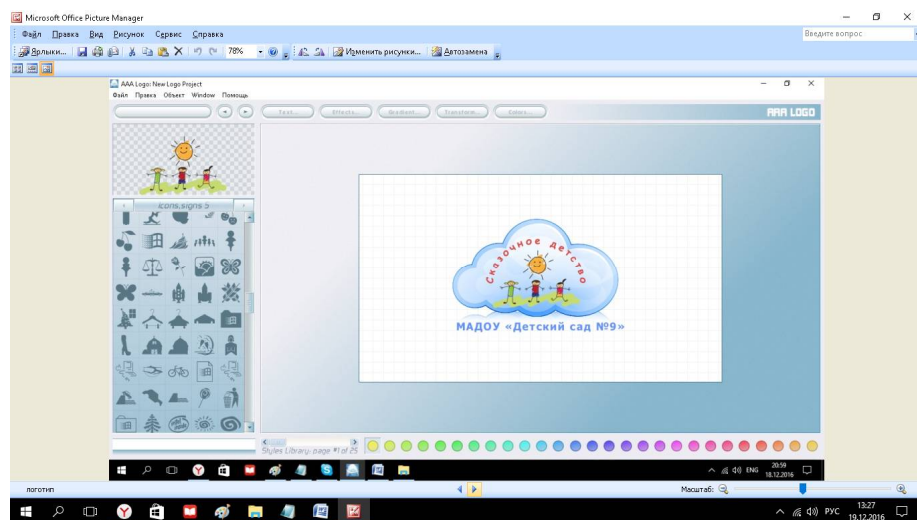 Microsoft Office Picture Manager
Файл Правка Вид Рисунок Сервис Справка
Введите вопрос
Ярлыки... 78% Изменить рисунки... Автозамена
AAA Logo: New Logo Project
Файл Правка Объект Window Помощь
Text... Effects... Gradient... Transform... Colors...
AAA LOGO
icons.signs 5
Сказочное детство
МАДОУ «Детский сад №9»
Styles Library: page #1 of 25
ENG 20:59
18.12.2016
логотип
Масштаб:
РУС 13:27
19.12.2016